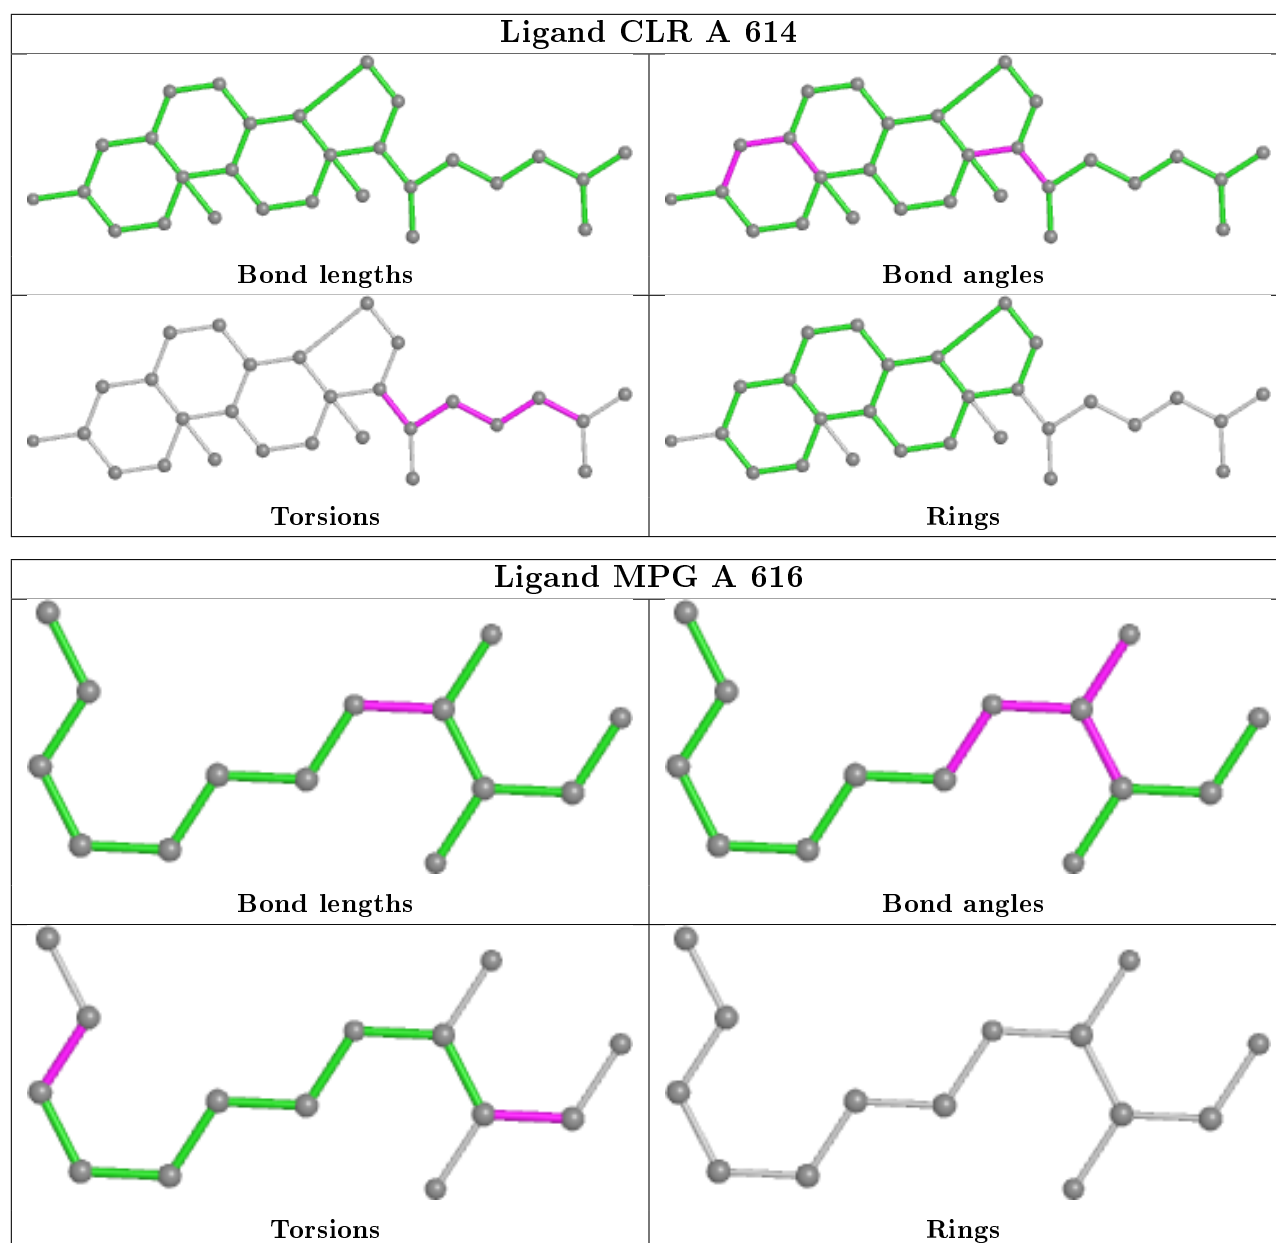 Ligand CLR A 614
Bond lengths
Bond angles
Torsions
Rings
Ligand MPG A 616
Bond lengths
Bond angles
Torsions
Rings